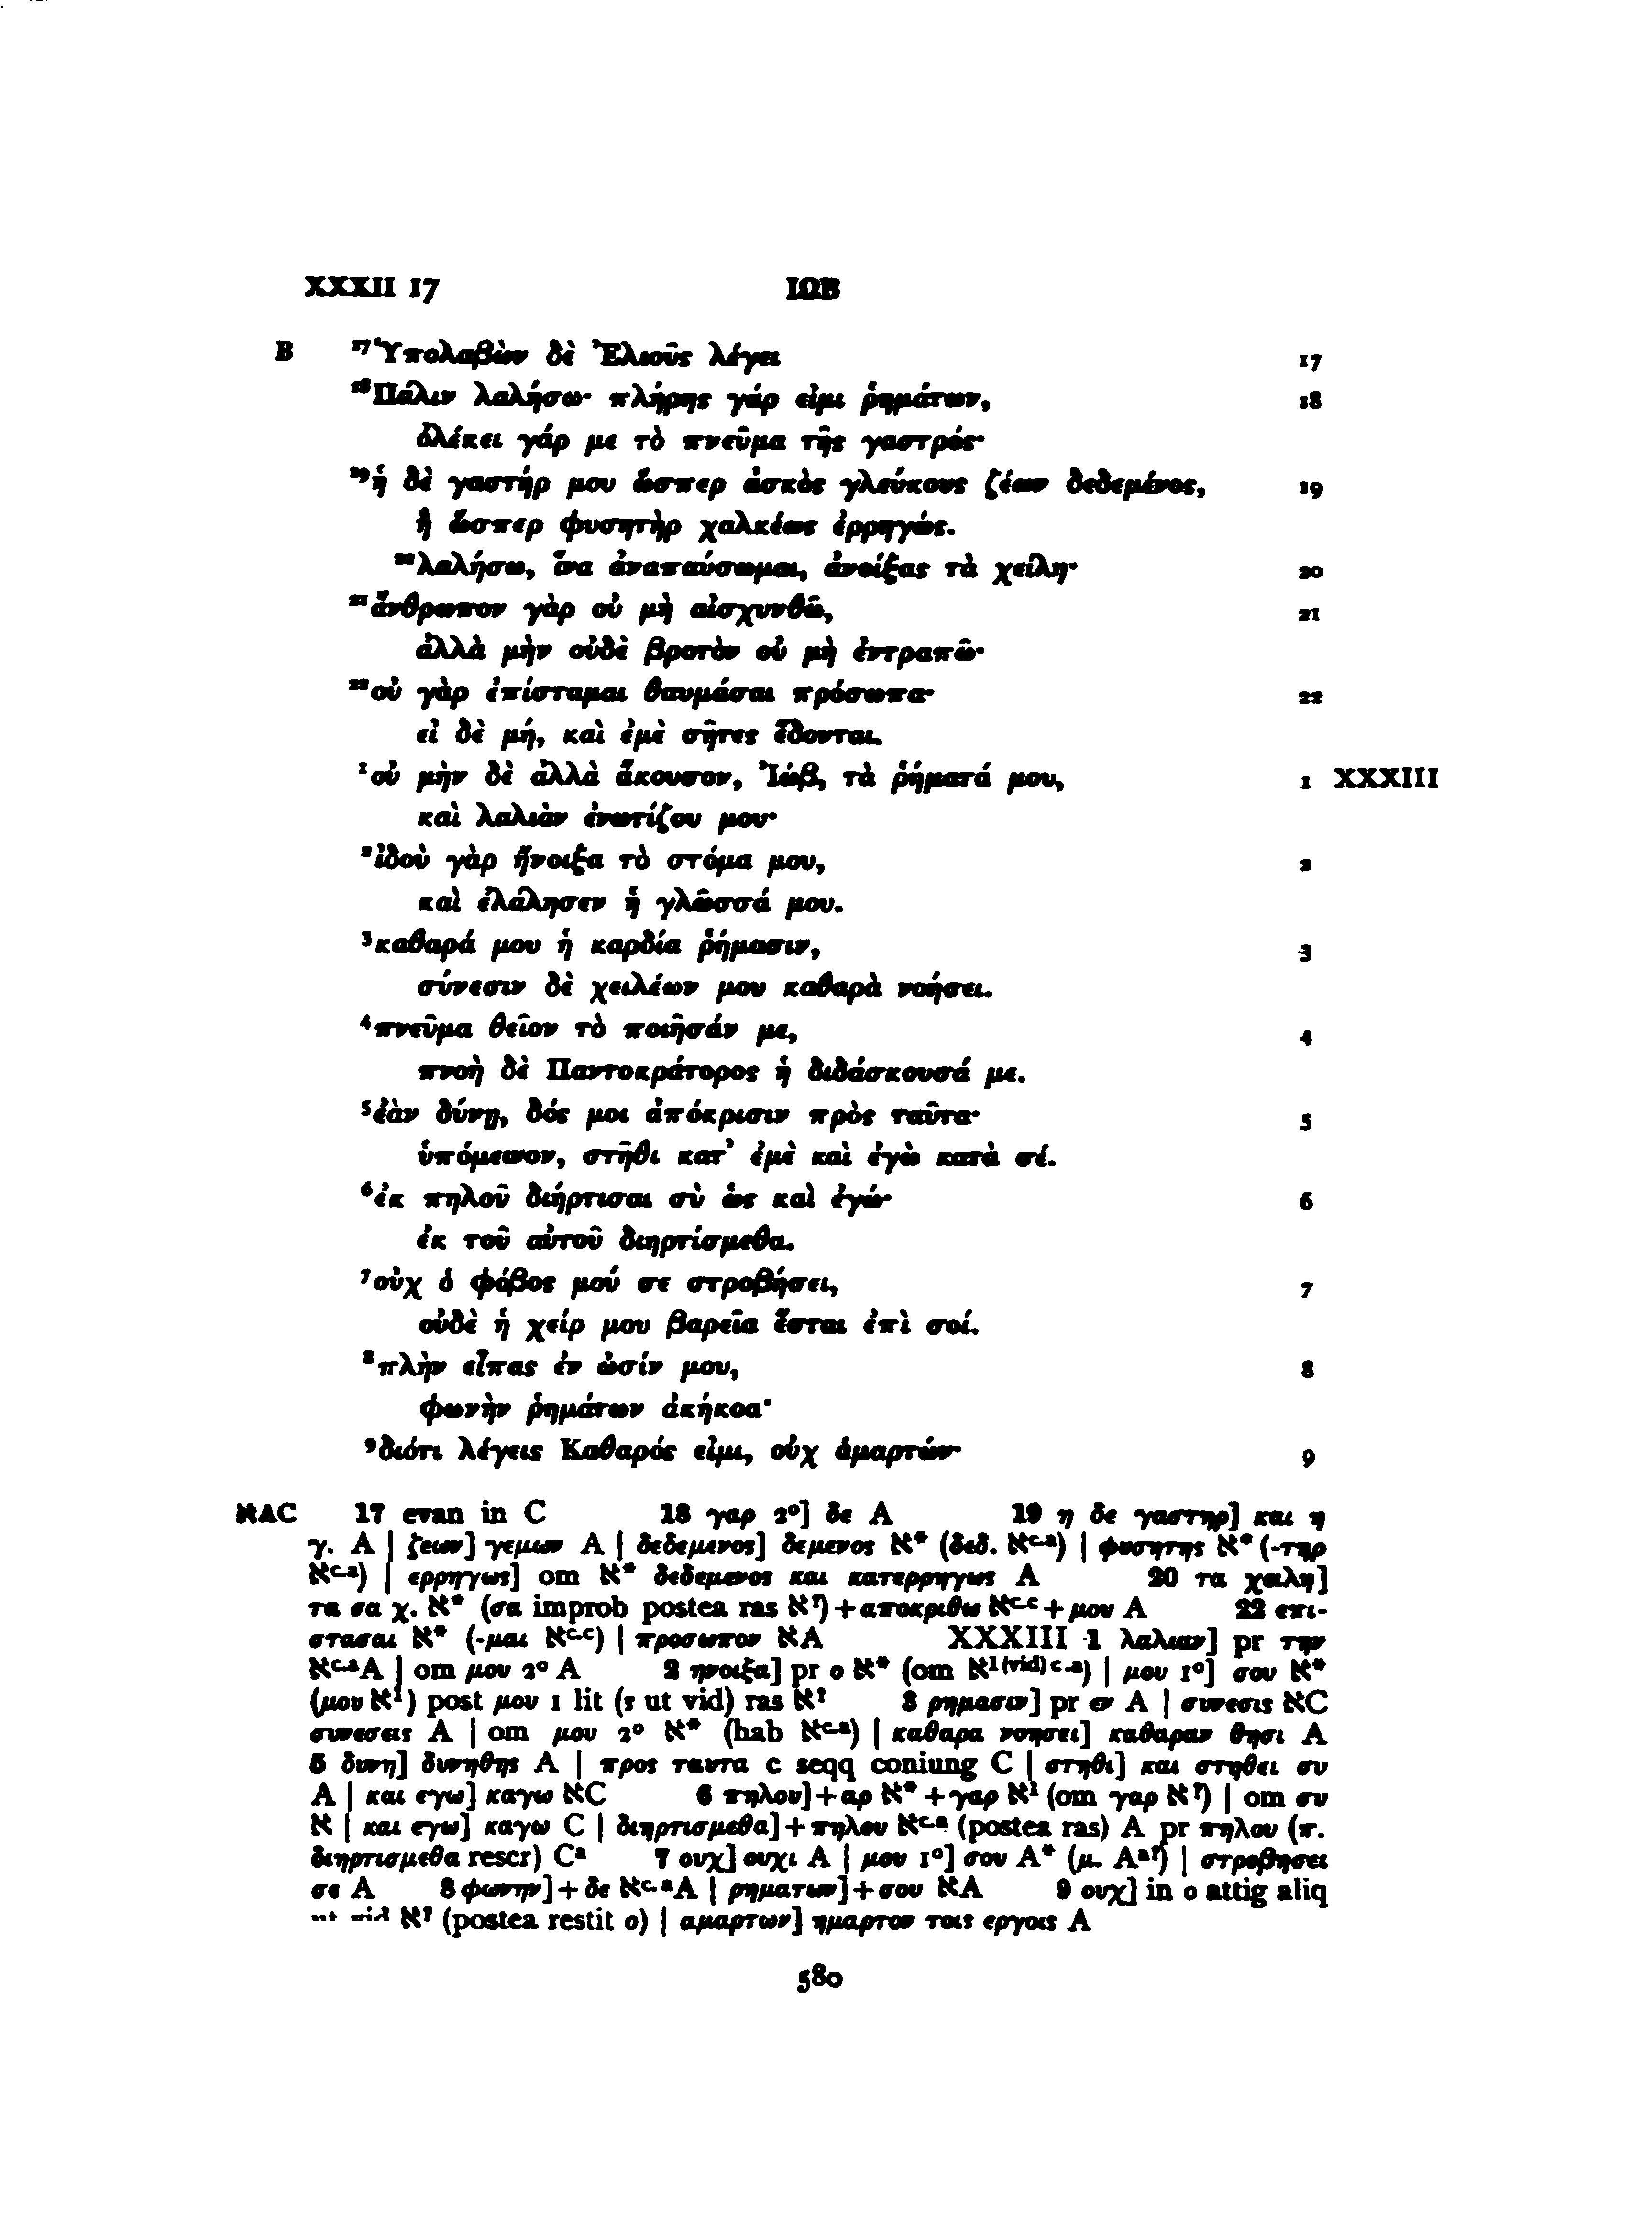 XXXII 17 ΙΩΒ
B ¹⁷Ὑπολαβὼν δὲ Ἐλιοῦς λέγει 17
¹⁸Πάλιν λαλήσω· πλήρης γάρ εἰμι ῥημάτων, 18
ὀλέκει γάρ με τὸ πνεῦμα τῆς γαστρός·
¹⁹ἡ δὲ γαστήρ μου ὥσπερ ἀσκὸς γλεύκους ζέων δεδεμένος, 19
ἢ ὥσπερ φυσητὴρ χαλκέως ἐρρηγώς.
²⁰λαλήσω, ἵνα ἀναπαύσωμαι, ἀνοίξας τὰ χείλη· 20
²¹ἄνθρωπον γὰρ οὐ μὴ αἰσχυνθῶ, 21
ἀλλὰ μὴν οὐδὲ βροτὸν οὐ μὴ ἐντραπῶ·
²²οὐ γὰρ ἐπίσταμαι θαυμάσαι πρόσωπα· 22
εἰ δὲ μή, καὶ ἐμὲ σῆτες ἔδονται.
¹οὐ μὴν δὲ ἀλλὰ ἄκουσον, Ἰώβ, τὰ ῥήματά μου, 1 XXXIII
καὶ λαλιὰν ἐνωτίζου μου·
²ἰδοὺ γὰρ ἤνοιξα τὸ στόμα μου, 2
καὶ ἐλάλησεν ἡ γλῶσσά μου.
³καθαρά μου ἡ καρδία ῥήμασιν, 3
σύνεσιν δὲ χειλέων μου καθαρὰ νοήσει.
⁴πνεῦμα θεῖον τὸ ποιῆσάν με, 4
πνοὴ δὲ Παντοκράτορος ἡ διδάσκουσά με.
⁵ἐὰν δύνῃ, δός μοι ἀπόκρισιν πρὸς ταῦτα· 5
ὑπόμεινον, στῆθι κατ’ ἐμὲ καὶ ἐγὼ κατὰ σέ.
⁶ἐκ πηλοῦ διήρτισαι σὺ ὡς καὶ ἐγώ· 6
ἐκ τοῦ αὐτοῦ διηρτίσμεθα.
⁷οὐχ ὁ φόβος μού σε στροβήσει, 7
οὐδὲ ἡ χείρ μου βαρεῖα ἔσται ἐπὶ σοί.
⁸πλὴν εἶπας ἐν ὠσίν μου, 8
φωνὴν ῥημάτων ἀκήκοα·
⁹διότι λέγεις Καθαρός εἰμι, οὐχ ἁμαρτών· 9
אAC 17 evan in C 18 γαρ 2º] δε A 19 η δε γαστηρ] και η
γ. A | ζεων] γεμων A | δεδεμενος] δεμενος א* (δεδ. אc.a) | φυσητης א* (-τηρ
אc.a) | ερρηγως] om א* δεδεμενος και κατερρηγως A 20 τα χειλη]
τα σα χ. א* (σα improb postea ras א?) + αποκριθω אc.c + μου A 22 επι-
στασαι א* (-μαι אc.c) | προσωπον אA XXXIII 1 λαλιαν] pr την
אc.aA | om μου 2º A 2 ηνοιξα] pr ο א* (om א1(vid) c.a) | μου 1º] σου א*
(μου א1) post μου 1 lit (s ut vid) ras א? 3 ρημασιν] pr εν A | συνεσις אC
συνεσεις A | om μου 2º א* (hab אc.a) | καθαρα νοησει] καθαραν θησι A
5 δυνη] δυνηθης A | προς ταυτα c seqq coniung C | στηθι] και στηθει συ
A | και εγω] καγω אC 6 πηλου] + αρ א* + γαρ א1 (om γαρ א?) | om συ
א | και εγω] καγω C | διηρτισμεθα] + πηλου אc.a (postea ras) A pr πηλου (π.
διηρτισμεθα rescr) Ca 7 ουχ] ουχι A | μου 1º] σου A* (μ. Aa?) | στροβησει
σε A 8 φωνην] + δε אc.aA | ρηματων] + σου אA 9 ουχ] in ο attig aliq
א? (postea restit ο) | αμαρτων] ημαρτον τοις εργοις A
580